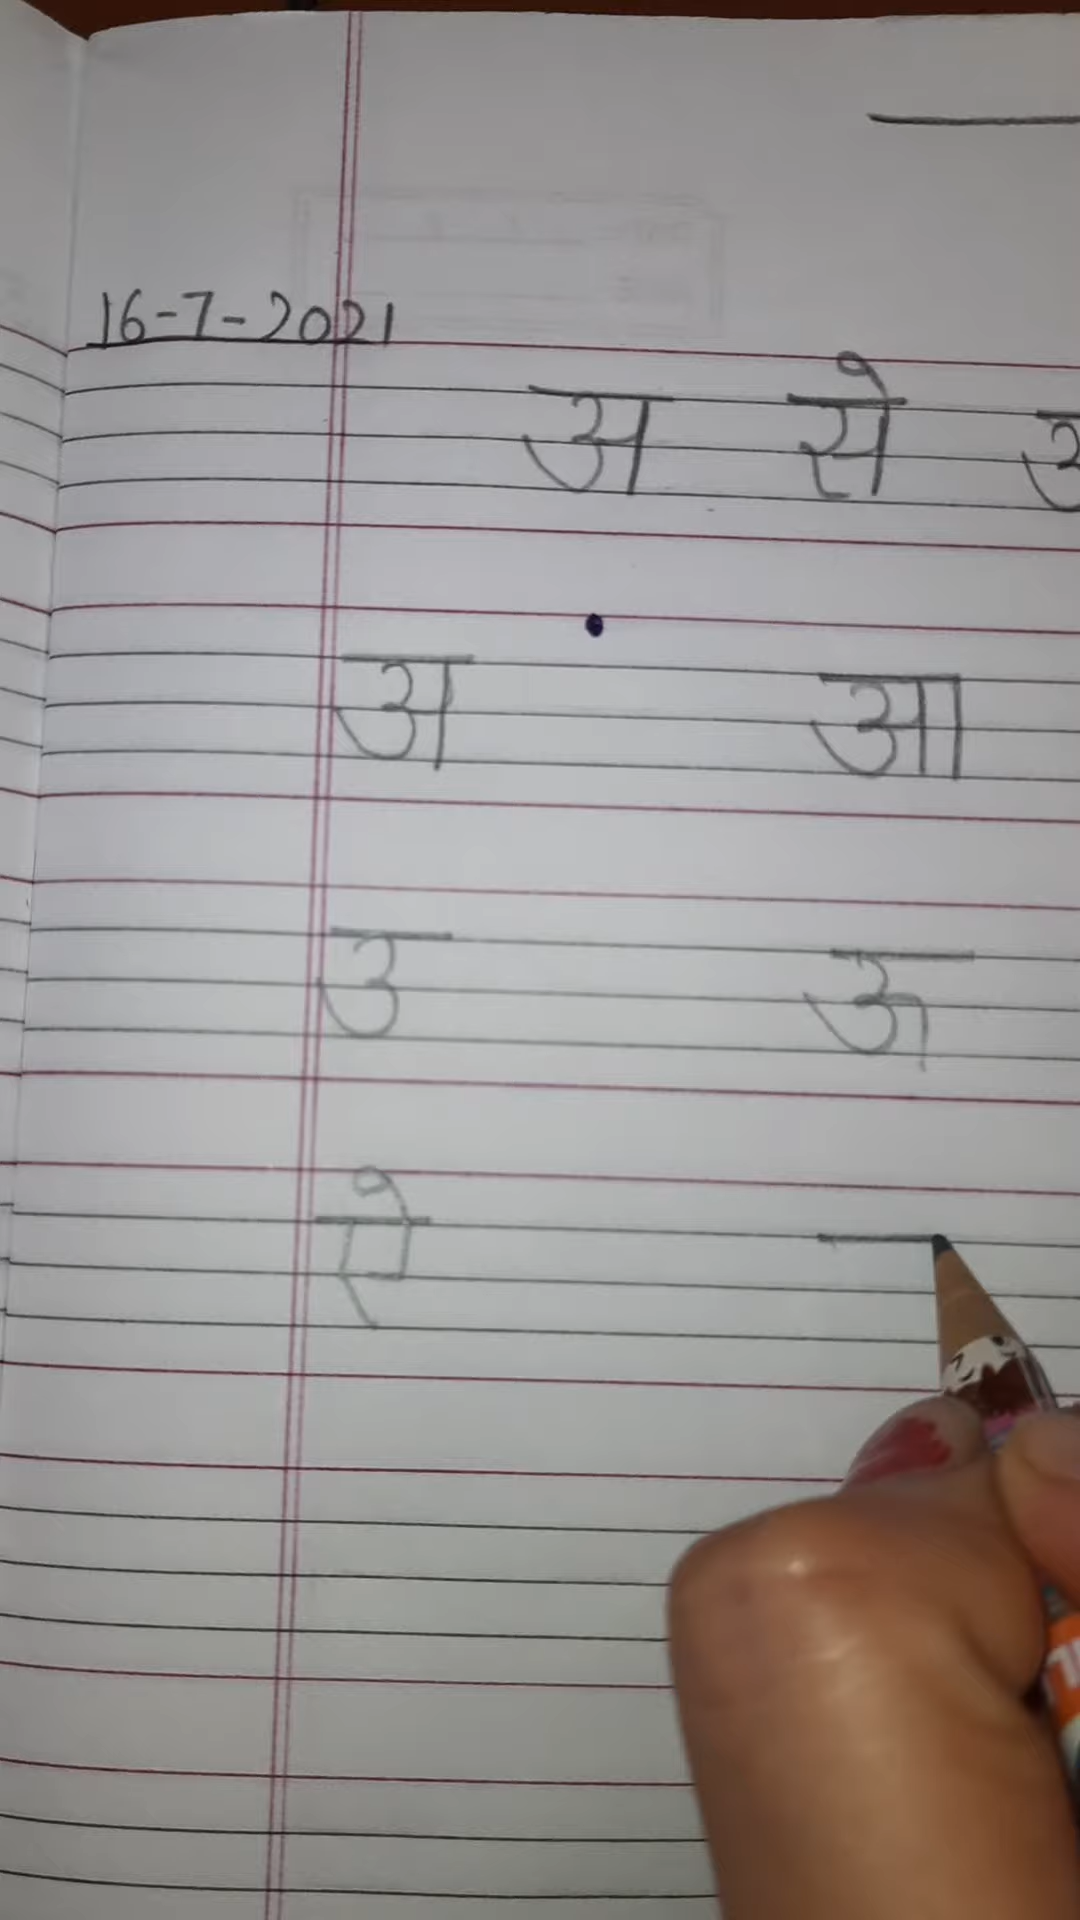 16-7-2021
अ से
अ आ
उ ऊ
ऐ